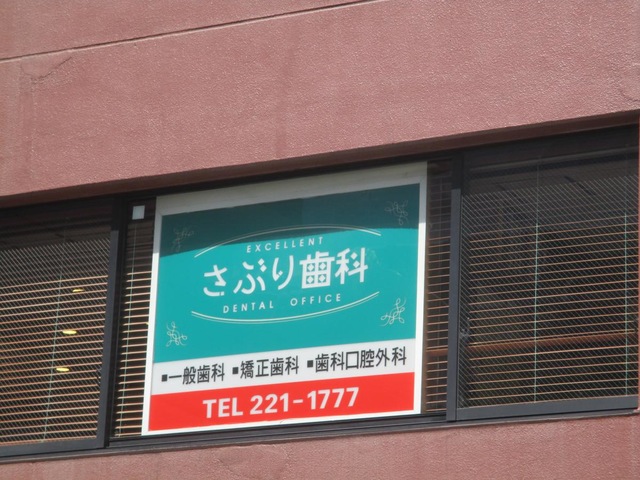 EXCELLENT
さぶり歯科
DENTAL OFFICE
■一般歯科 ■矯正歯科 ■歯科口腔外科
TEL 221-1777